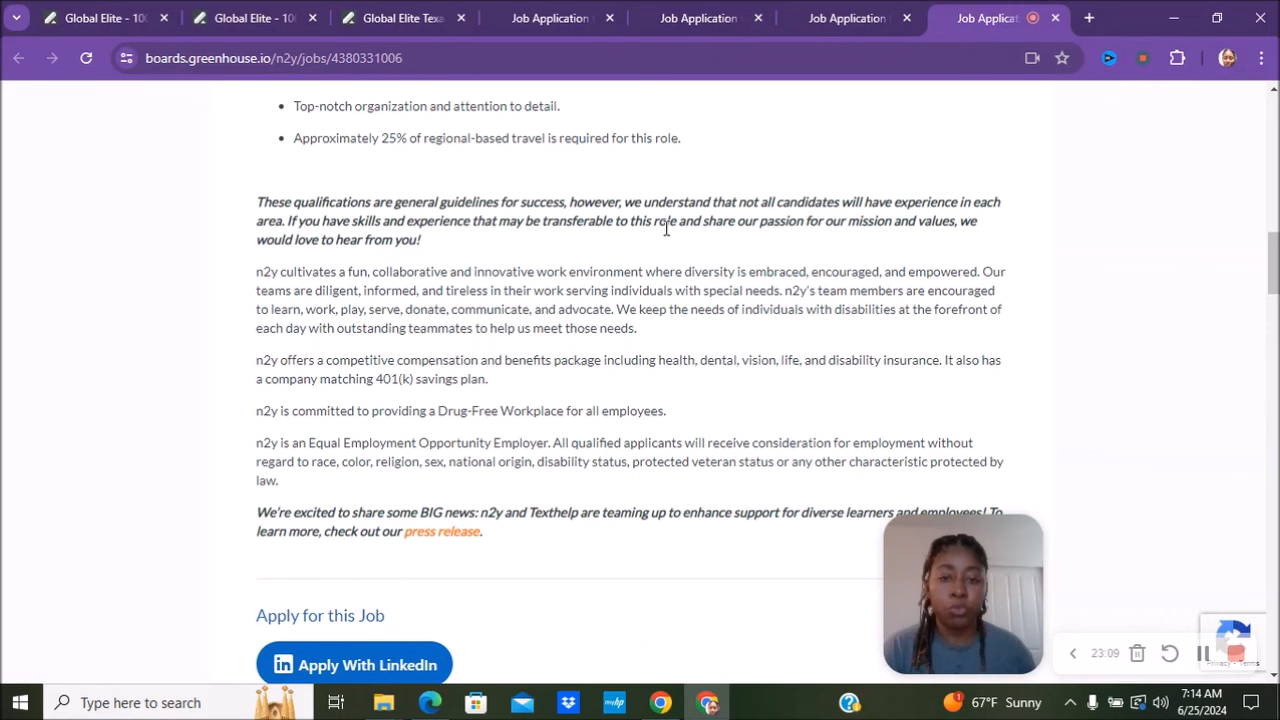 Global Elite - 100
Global Elite - 100
Global Elite Texa
Job Application
Job Application
Job Application
Job Applicat
boards.greenhouse.io/n2y/jobs/4380331006
Top-notch organization and attention to detail.
Approximately 25% of regional-based travel is required for this role.
These qualifications are general guidelines for success, however, we understand that not all candidates will have experience in each
area. If you have skills and experience that may be transferable to this role and share our passion for our mission and values, we
would love to hear from you!
n2y cultivates a fun, collaborative and innovative work environment where diversity is embraced, encouraged, and empowered. Our
teams are diligent, informed, and tireless in their work serving individuals with special needs. n2y's team members are encouraged
to learn, work, play, serve, donate, communicate, and advocate. We keep the needs of individuals with disabilities at the forefront of
each day with outstanding teammates to help us meet those needs.
n2y offers a competitive compensation and benefits package including health, dental, vision, life, and disability insurance. It also has
a company matching 401(k) savings plan.
n2y is committed to providing a Drug-Free Workplace for all employees.
n2y is an Equal Employment Opportunity Employer. All qualified applicants will receive consideration for employment without
regard to race, color, religion, sex, national origin, disability status, protected veteran status or any other characteristic protected by
law.
We're excited to share some BIG news: n2y and Texthelp are teaming up to enhance support for diverse learners and employees! To
learn more, check out our press release.
Apply for this Job
in Apply With LinkedIn
23:09
Privacy - Terms
Type here to search
myhp
1
67°F Sunny
7:14 AM
6/25/2024